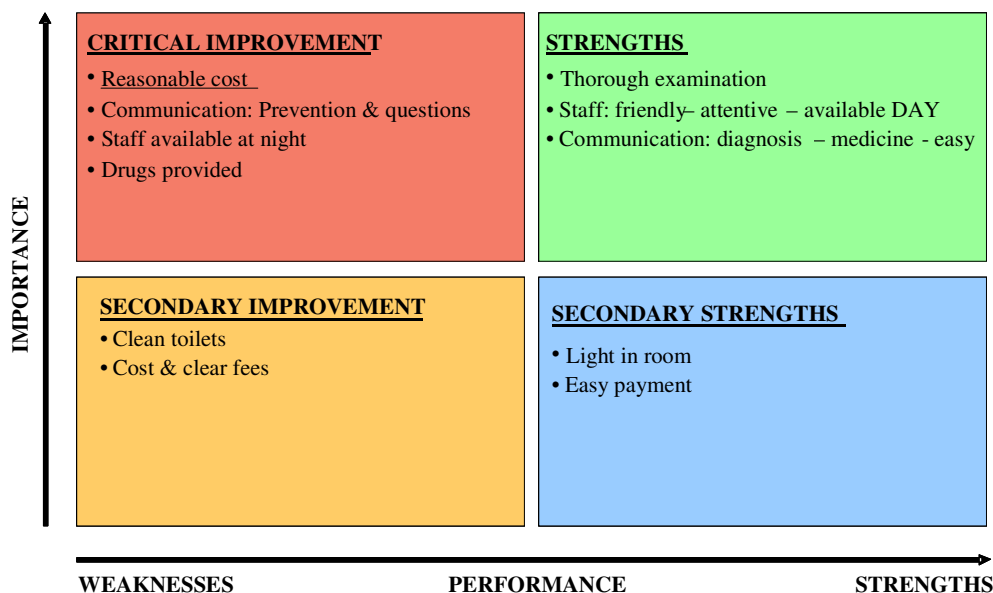 CRITICAL IMPROVEMENT
• Reasonable cost
• Communication: Prevention & questions
• Staff available at night
• Drugs provided
STRENGTHS
• Thorough examination
• Staff: friendly– attentive – available DAY
• Communication: diagnosis – medicine - easy
IMPORTANCE
SECONDARY IMPROVEMENT
• Clean toilets
• Cost & clear fees
SECONDARY STRENGTHS
• Light in room
• Easy payment
WEAKNESSES
PERFORMANCE
STRENGTHS